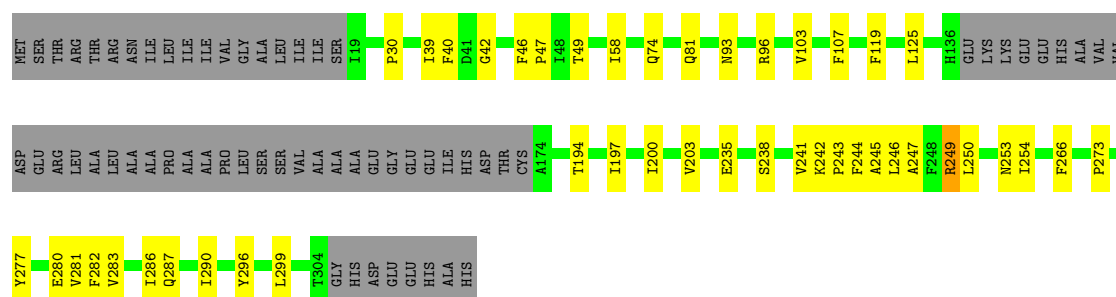 MET SER THR ARG THR ARG ASN ILE LEU ILE ILE VAL GLY ALA LEU ILE ILE SER I19 P30 I39 F40 D41 G42 F46 P47 I48 T49 I58 Q74 Q81 N93 R96 V103 F107 F119 L125 H136 GLU LYS LYS GLU GLU HIS ALA VAL
ASP GLU ARG LEU ALA LEU ALA ALA PRO ALA ALA PRO LEU SER SER VAL ALA ALA ALA GLU GLY GLU GLU ILE HIS ASP THR CYS A174 T194 I197 I200 V203 E235 S238 V241 K242 P243 F244 A245 L246 A247 F248 R249 L250 N253 I254 F266 P273
Y277 E280 V281 F282 V283 I286 Q287 I290 Y296 L299 T304 GLY HIS ASP GLU GLU HIS ALA HIS